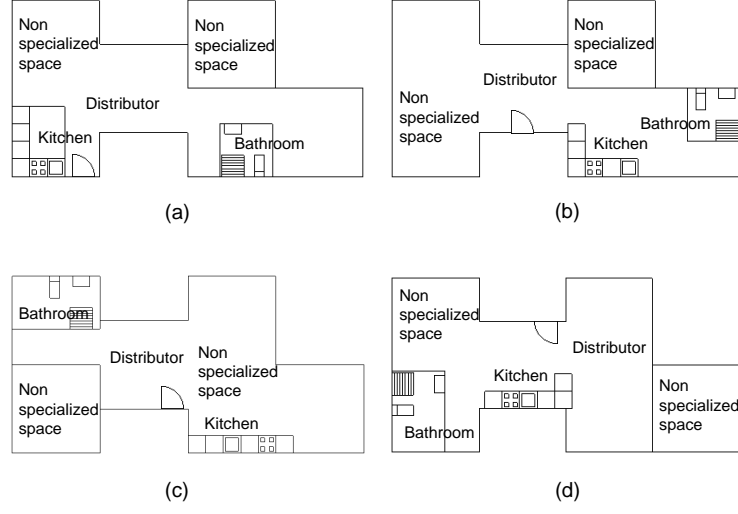 Non
specialized
space
Non
specialized
space
Distributor
Kitchen
Bathroom
(a)
Non
specialized
space
Distributor
Non
specialized
space
Bathroom
Kitchen
(b)
Bathroom
Distributor
Non
specialized
space
Non
specialized
space
Kitchen
(c)
Non
specialized
space
Distributor
Kitchen
Non
specialized
space
Bathroom
(d)